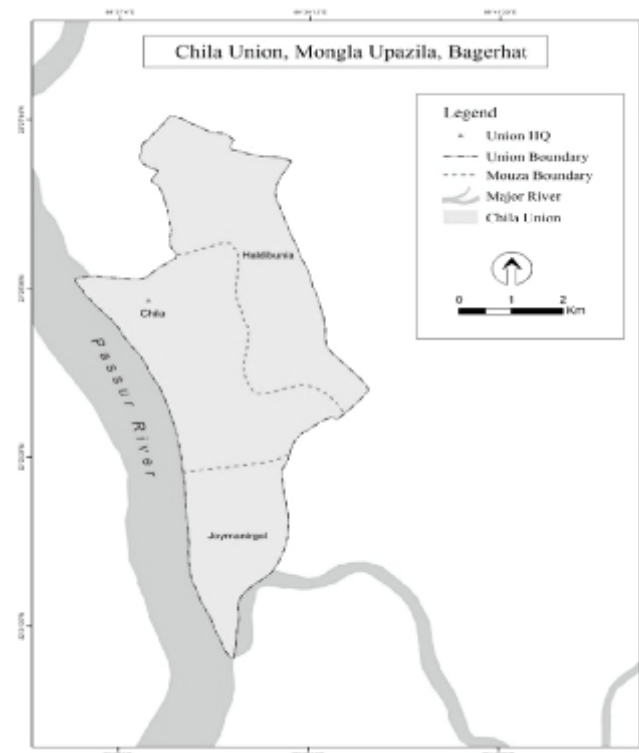 Chila Union, Mongla Upazila, Bagerhat
Legend
Union HQ
Union Boundary
Mouza Boundary
Major River
Chila Union
0 1 2
Km
Haldibunia
Chila
Passur River
Joymonirgol